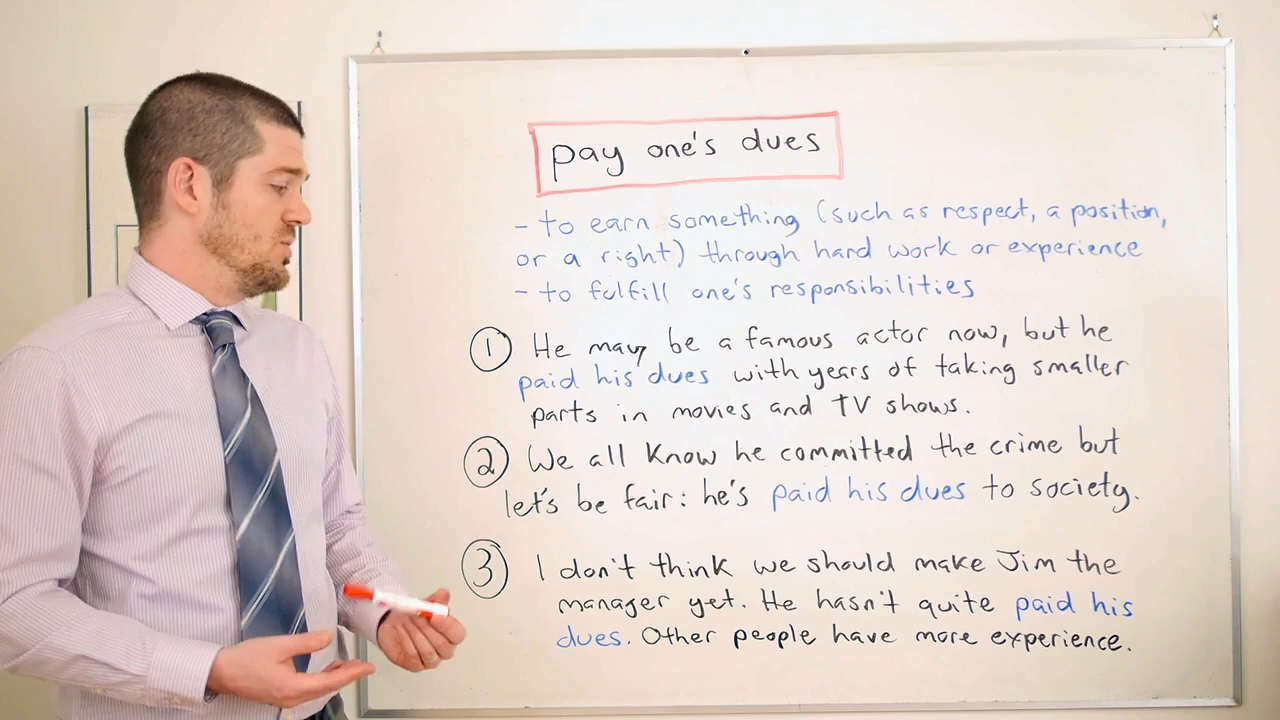 pay one's dues
- to earn something (such as respect, a position,
or a right) through hard work or experience
- to fulfill one's responsibilities
1 He may be a famous actor now, but he
paid his dues with years of taking smaller
parts in movies and TV shows.
2 We all know he committed the crime but
let's be fair: he's paid his dues to society.
3 I don't think we should make Jim the
manager yet. He hasn't quite paid his
dues. Other people have more experience.